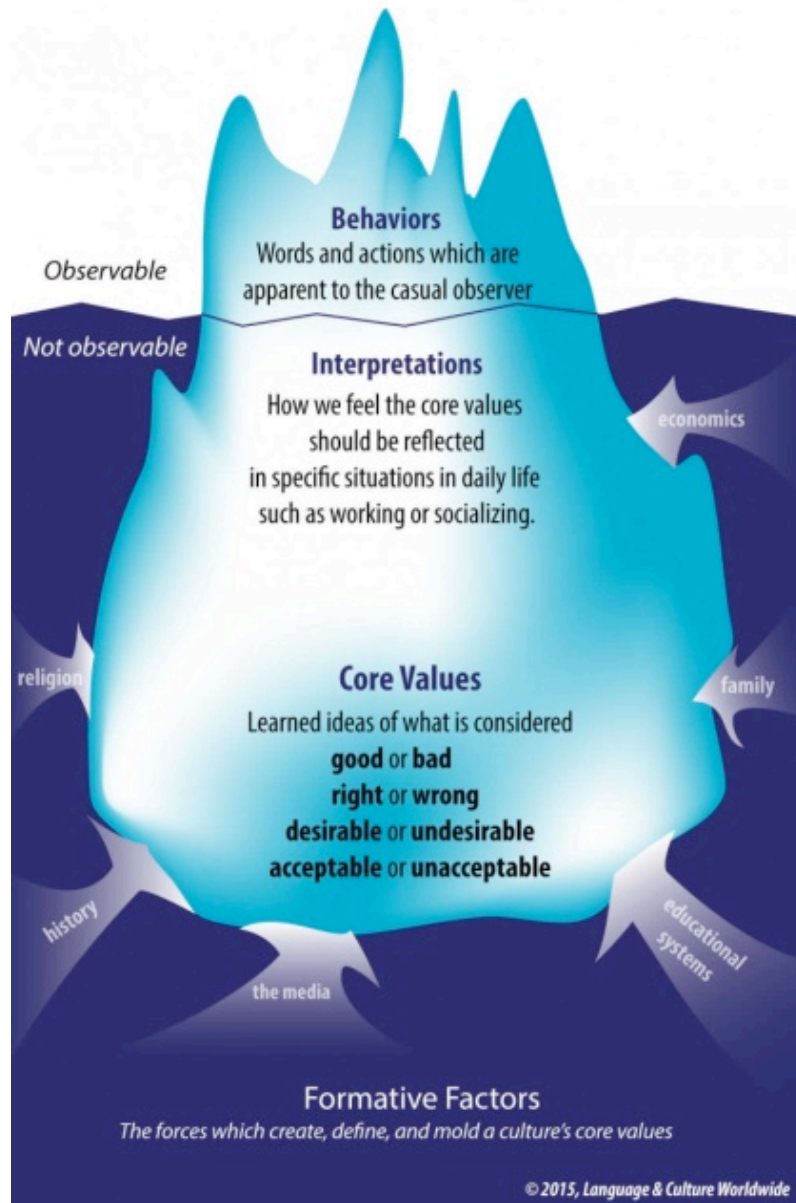 Behaviors
Words and actions which are
apparent to the casual observer
Observable
Not observable
Interpretations
How we feel the core values
should be reflected
in specific situations in daily life
such as working or socializing.
economics
religion
family
Core Values
Learned ideas of what is considered
good or bad
right or wrong
desirable or undesirable
acceptable or unacceptable
history
educational
systems
the media
Formative Factors
The forces which create, define, and mold a culture's core values
© 2015, Language & Culture Worldwide